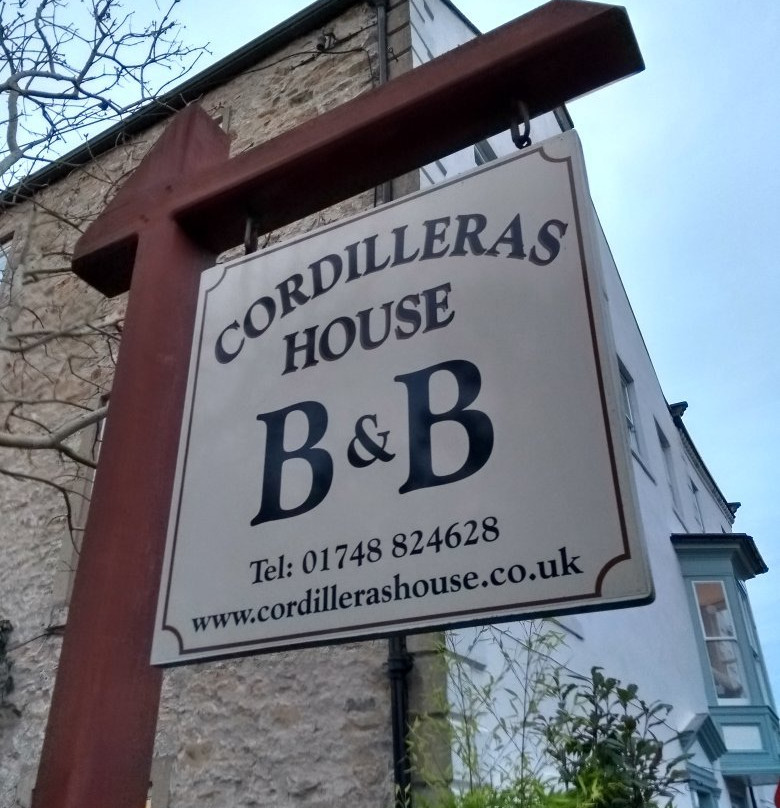 CORDILLERAS
HOUSE
B & B
Tel: 01748 824628
www.cordillerashouse.co.uk